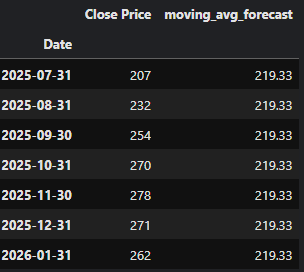 Close Price moving_avg_forecast
Date
2025-07-31 207 219.33
2025-08-31 232 219.33
2025-09-30 254 219.33
2025-10-31 270 219.33
2025-11-30 278 219.33
2025-12-31 271 219.33
2026-01-31 262 219.33